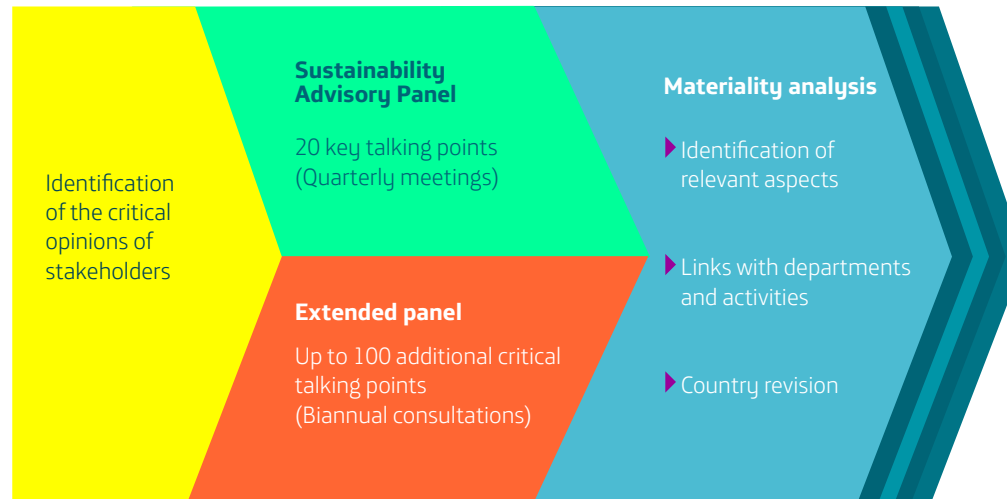 Identification
of the critical
opinions of
stakeholders
Sustainability
Advisory Panel
20 key talking points
(Quarterly meetings)
Extended panel
Up to 100 additional critical
talking points
(Biannual consultations)
Materiality analysis
Identification of
relevant aspects
Links with departments
and activities
Country revision